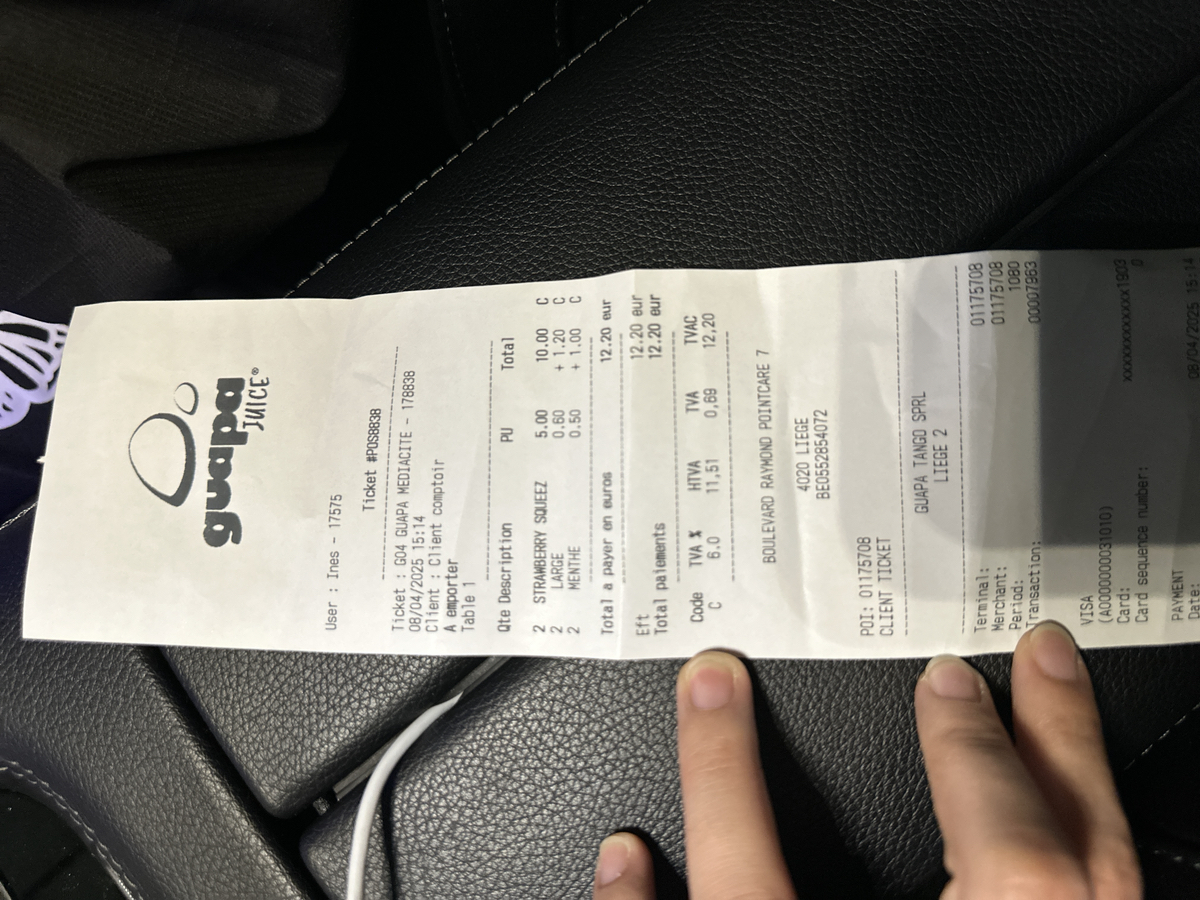 guapa
JUICE®
User : Ines - 17575
Ticket #POS8838
Ticket : G04 GUAPA MEDIACITE - 178838
08/04/2025 15:14
Client : Client comptoir
A emporter
Table 1
Qte Description PU Total
2 STRAWBERRY SQUEEZ 5.00 10.00 C
2 LARGE 0.60 + 1.20 C
2 MENTHE 0.50 + 1.00 C
Total a payer en euros 12.20 eur
Eft 12.20 eur
Total paiements 12.20 eur
Code TVA % HTVA TVA TVAC
C 6.0 11,51 0,69 12,20
BOULEVARD RAYMOND POINTCARE 7
4020 LIEGE
BE0552854072
POI: 01175708
CLIENT TICKET
GUAPA TANGO SPRL
LIEGE 2
Terminal: 01175708
Merchant: 01175708
Period: 1080
Transaction: 00007963
VISA
(A0000000031010)
Card: xxxxxxxxxxxx1903
Card sequence number: 0
PAYMENT
Date: 08/04/2025 15:14